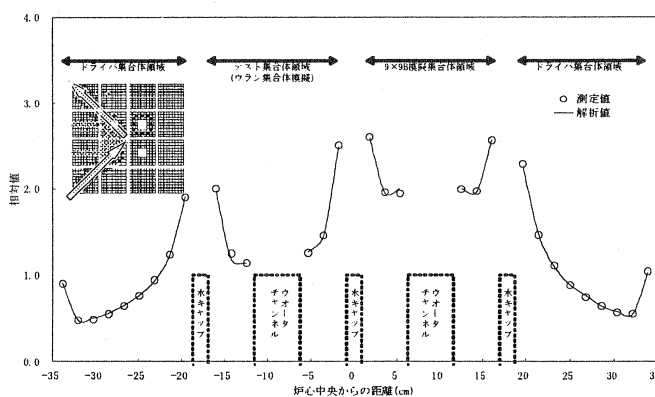 4.0
3.0
2.0
1.0
0.0
相対値
ドライバ集合体領域
テスト集合体領域
(ウラン集合体模擬)
9×9B模擬集合体領域
ドライバ集合体領域
測定値
解析値
水ギャップ
ウォータ
チャンネル
水ギャップ
ウォータ
チャンネル
水ギャップ
-35 -30 -25 -20 -15 -10 -5 0 5 10 15 20 25 30 35
炉心中央からの距離(cm)